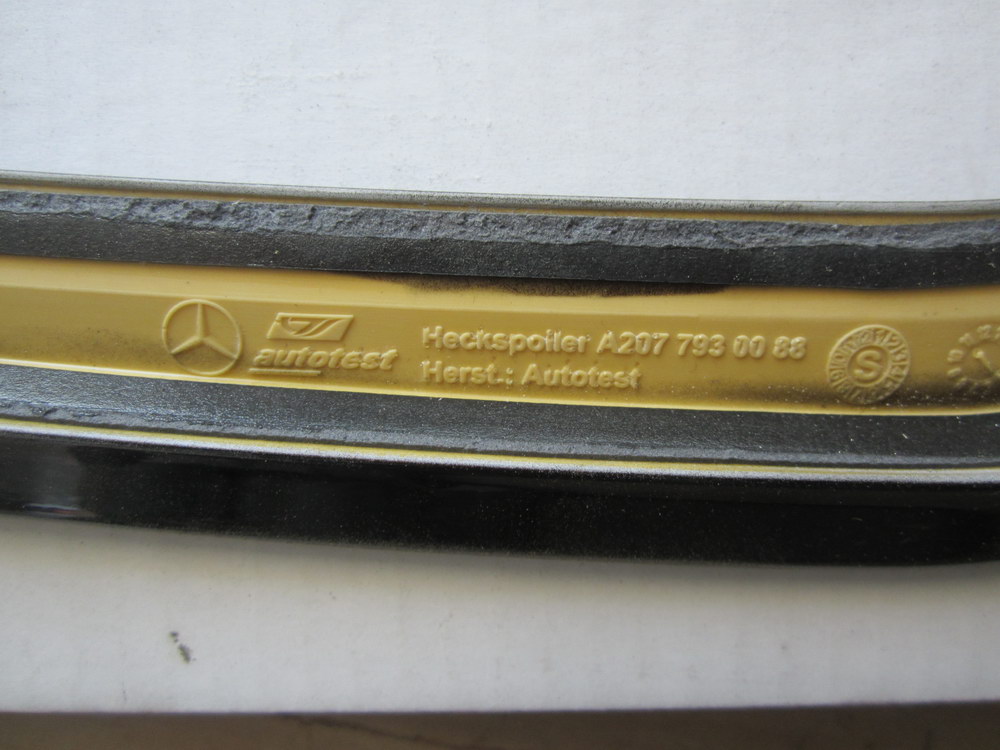 autotest
Heckspoiler A207 793 00 88
Herst.: Autotest
S